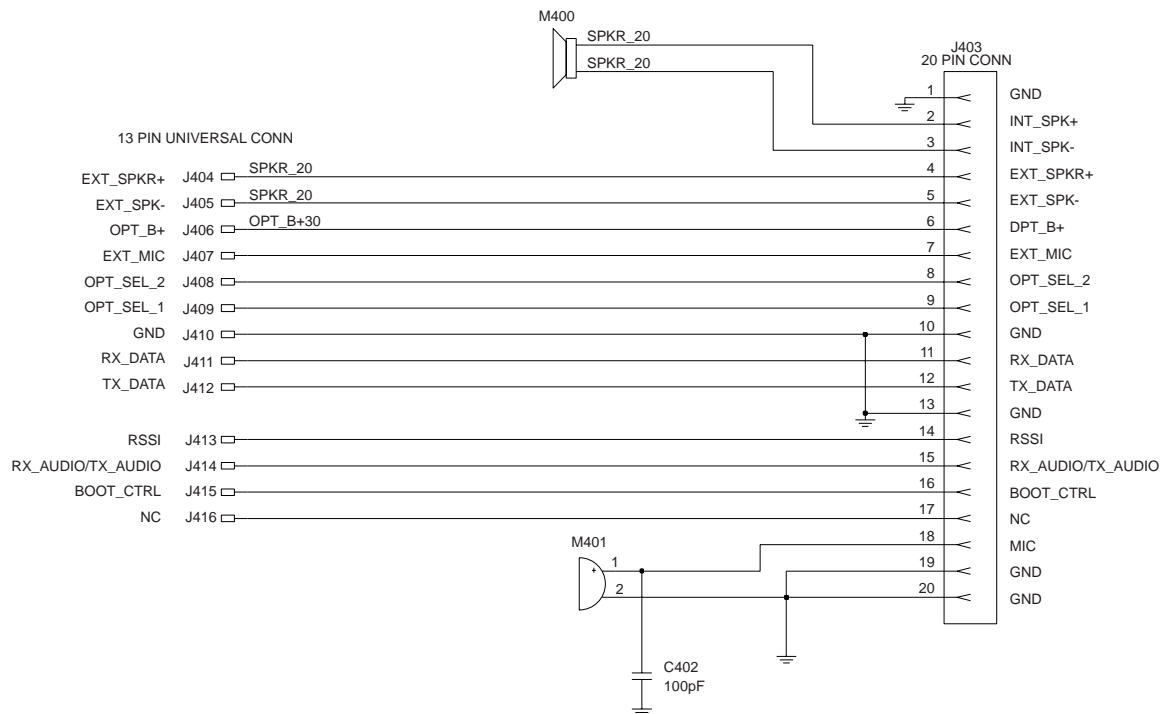 M400
SPKR_20
SPKR_20
J403
20 PIN CONN
1 GND
2 INT_SPK+
3 INT_SPK-
13 PIN UNIVERSAL CONN
EXT_SPKR+ J404 SPKR_20 4 EXT_SPKR+
EXT_SPK- J405 SPKR_20 5 EXT_SPK-
OPT_B+ J406 OPT_B+30 6 DPT_B+
EXT_MIC J407 7 EXT_MIC
OPT_SEL_2 J408 8 OPT_SEL_2
OPT_SEL_1 J409 9 OPT_SEL_1
GND J410 10 GND
RX_DATA J411 11 RX_DATA
TX_DATA J412 12 TX_DATA
13 GND
RSSI J413 14 RSSI
RX_AUDIO/TX_AUDIO J414 15 RX_AUDIO/TX_AUDIO
BOOT_CTRL J415 16 BOOT_CTRL
NC J416 17 NC
18 MIC
M401
+ 1 19 GND
2 20 GND
C402
100pF